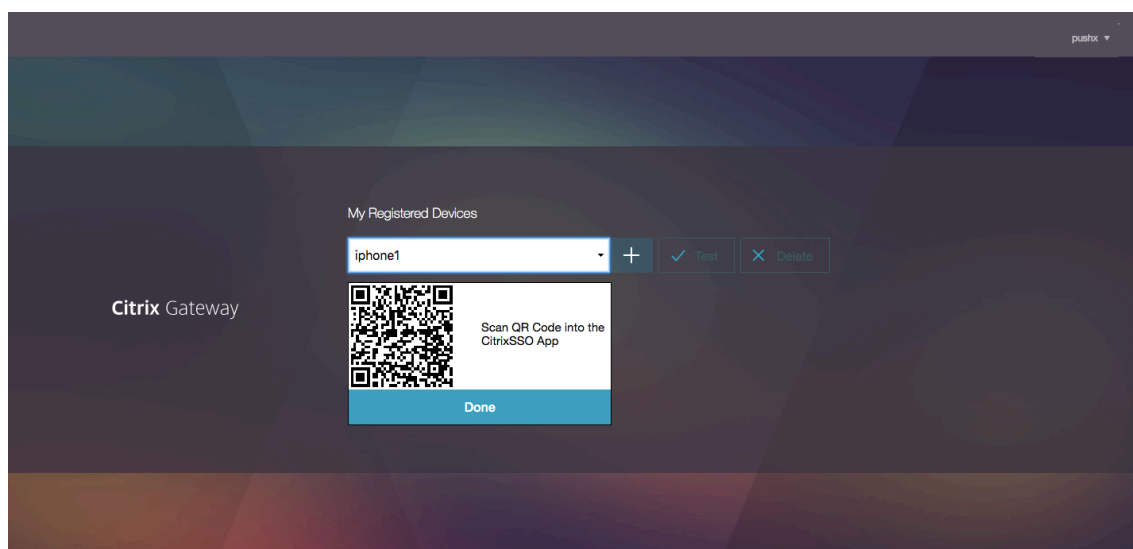 pushx
My Registered Devices
iphone1
Test
Delete
Citrix Gateway
Scan QR Code into the
CitrixSSO App
Done